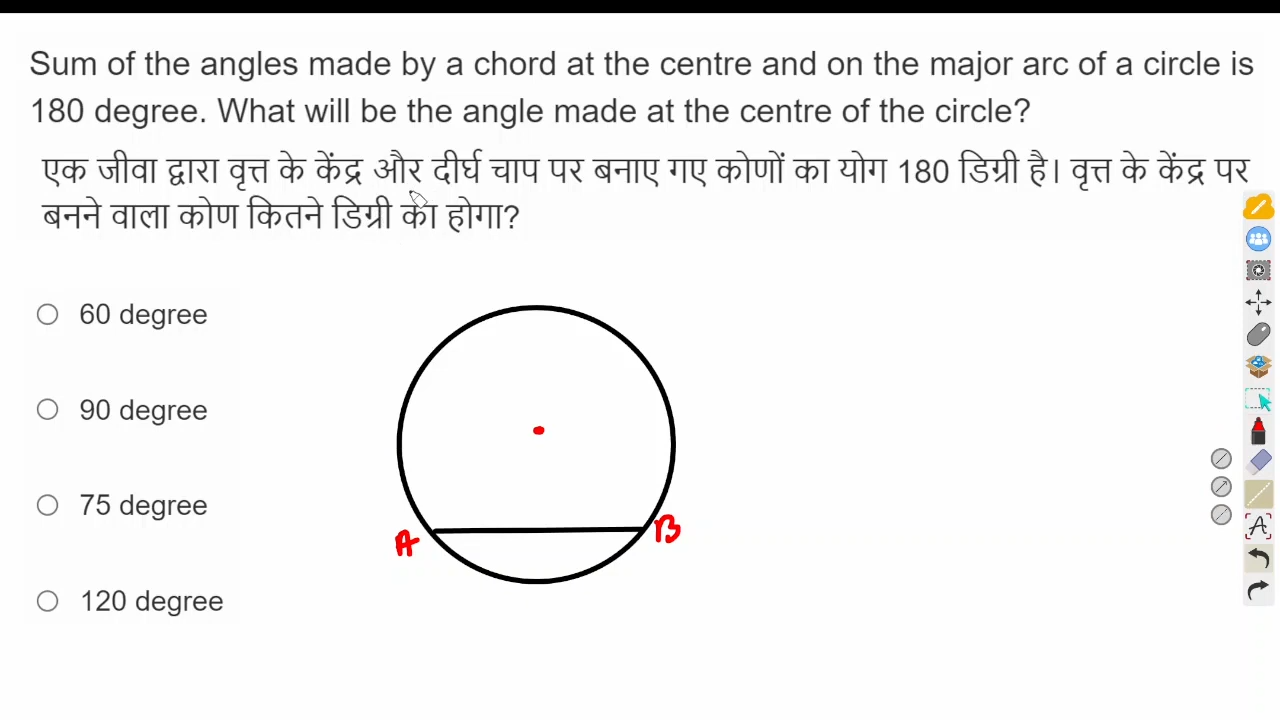 Sum of the angles made by a chord at the centre and on the major arc of a circle is
180 degree. What will be the angle made at the centre of the circle?
एक जीवा द्वारा वृत्त के केंद्र और दीर्घ चाप पर बनाए गए कोणों का योग 180 डिग्री है। वृत्त के केंद्र पर
बनने वाला कोण कितने डिग्री का होगा?
60 degree
90 degree
75 degree
120 degree
A
B
A